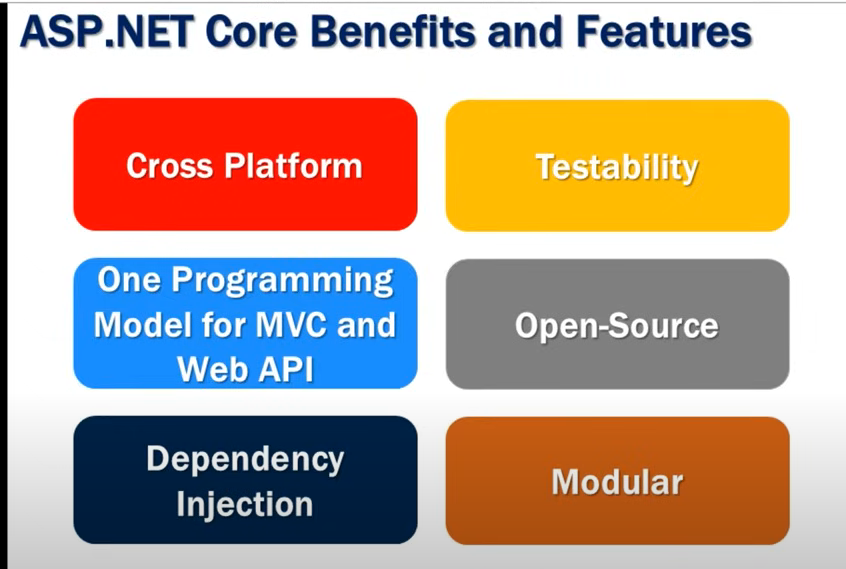 ASP.NET Core Benefits and Features
Cross Platform
Testability
One Programming
Model for MVC and
Web API
Open-Source
Dependency
Injection
Modular